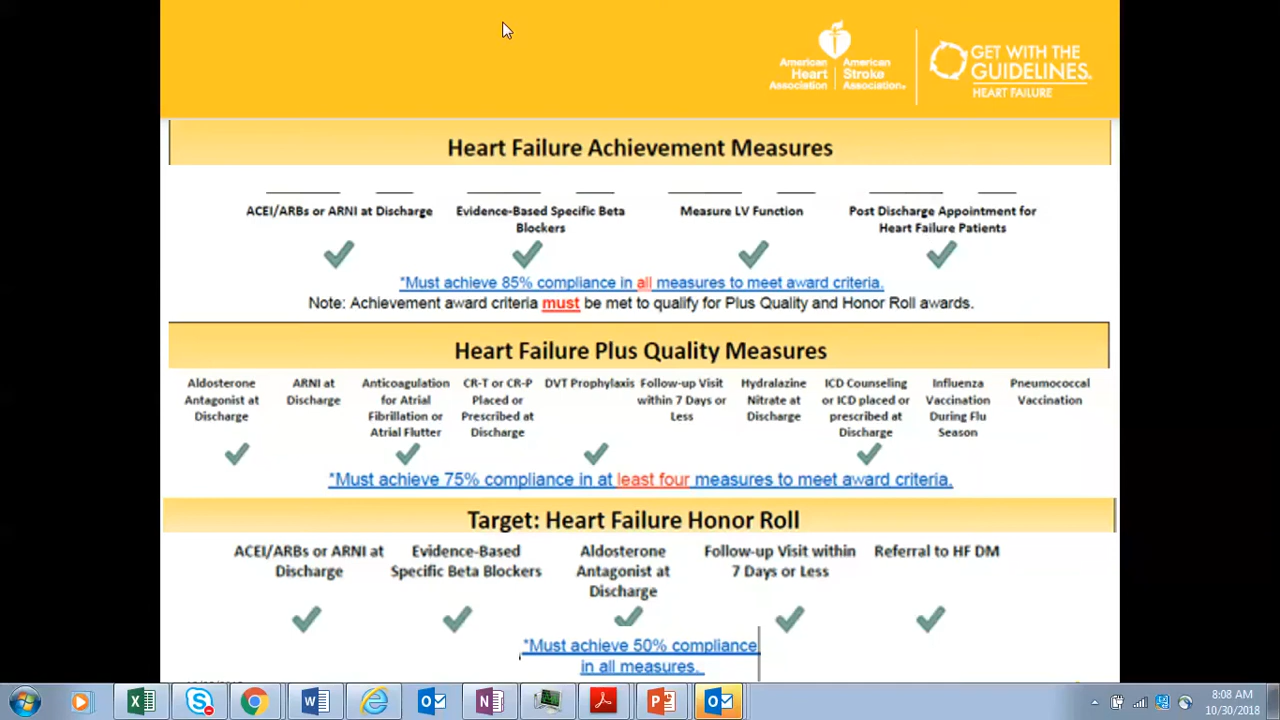 American Heart Association
American Stroke Association®
GET WITH THE GUIDELINES®
HEART FAILURE
Heart Failure Achievement Measures
ACEI/ARBs or ARNI at Discharge
Evidence-Based Specific Beta Blockers
Measure LV Function
Post Discharge Appointment for Heart Failure Patients
*Must achieve 85% compliance in all measures to meet award criteria.
Note: Achievement award criteria must be met to qualify for Plus Quality and Honor Roll awards.
Heart Failure Plus Quality Measures
Aldosterone Antagonist at Discharge
ARNI at Discharge
Anticoagulation for Atrial Fibrillation or Atrial Flutter
CR-T or CR-P Placed or Prescribed at Discharge
DVT Prophylaxis
Follow-up Visit within 7 Days or Less
Hydralazine Nitrate at Discharge
ICD Counseling or ICD placed or prescribed at Discharge
Influenza Vaccination During Flu Season
Pneumococcal Vaccination
*Must achieve 75% compliance in at least four measures to meet award criteria.
Target: Heart Failure Honor Roll
ACEI/ARBs or ARNI at Discharge
Evidence-Based Specific Beta Blockers
Aldosterone Antagonist at Discharge
Follow-up Visit within 7 Days or Less
Referral to HF DM
*Must achieve 50% compliance
in all measures.
8:08 AM
10/30/2018